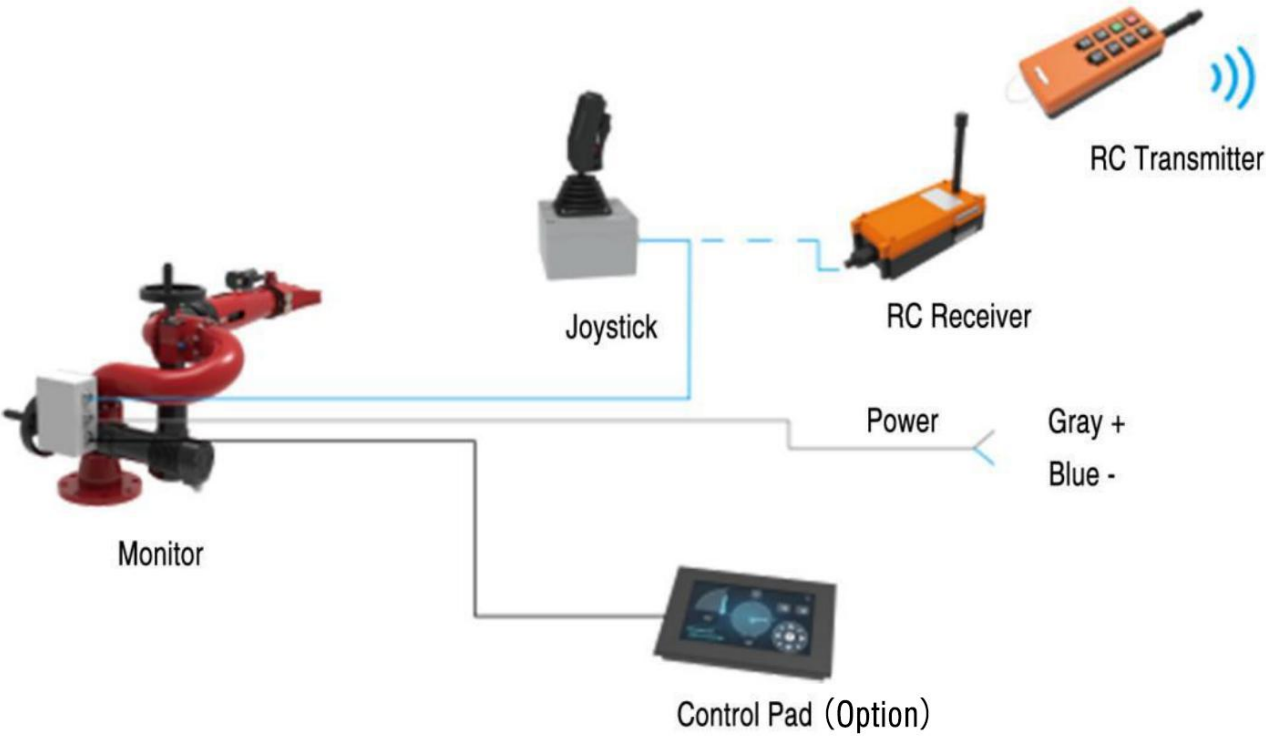 RC Transmitter
Joystick
RC Receiver
Power
Gray +
Blue -
Monitor
Control Pad（Option）